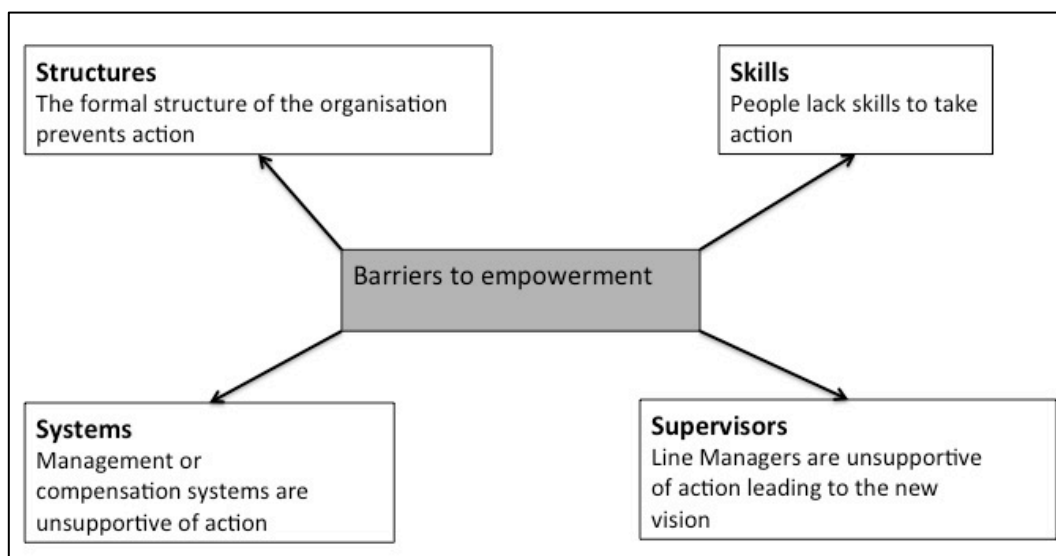 Structures
The formal structure of the organisation
prevents action
Skills
People lack skills to take
action
Barriers to empowerment
Systems
Management or
compensation systems are
unsupportive of action
Supervisors
Line Managers are unsupportive
of action leading to the new
vision